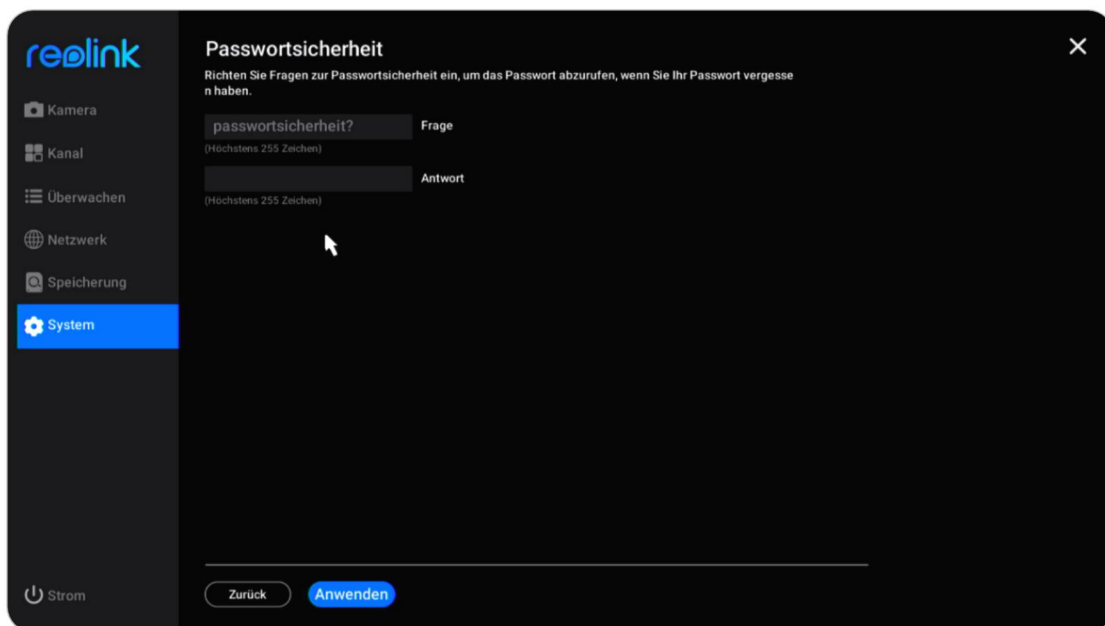 reolink
Kamera
Kanal
Überwachen
Netzwerk
Speicherung
System
Strom
Passwortsicherheit
Richten Sie Fragen zur Passwortsicherheit ein, um das Passwort abzurufen, wenn Sie Ihr Passwort vergesse
n haben.
passwortsicherheit? Frage
(Höchstens 255 Zeichen)
Antwort
(Höchstens 255 Zeichen)
Zurück Anwenden